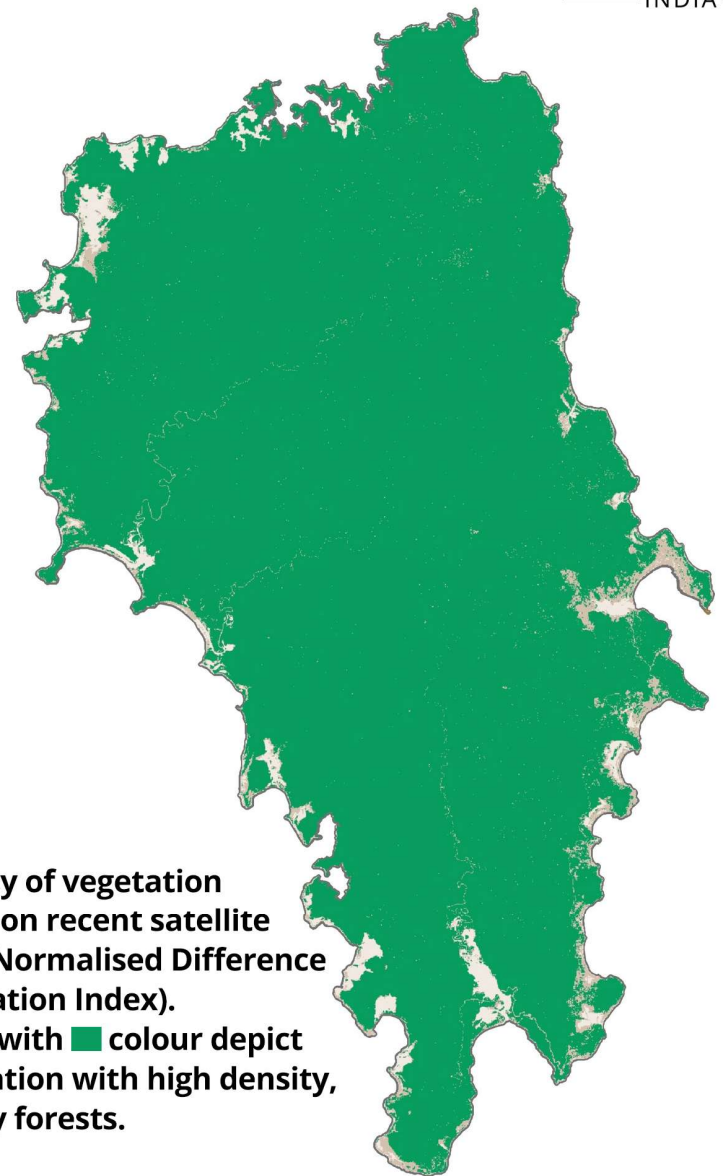 INDIA
y of vegetation
on recent satellite
Normalised Difference
ation Index).
with colour depict
ation with high density,
y forests.